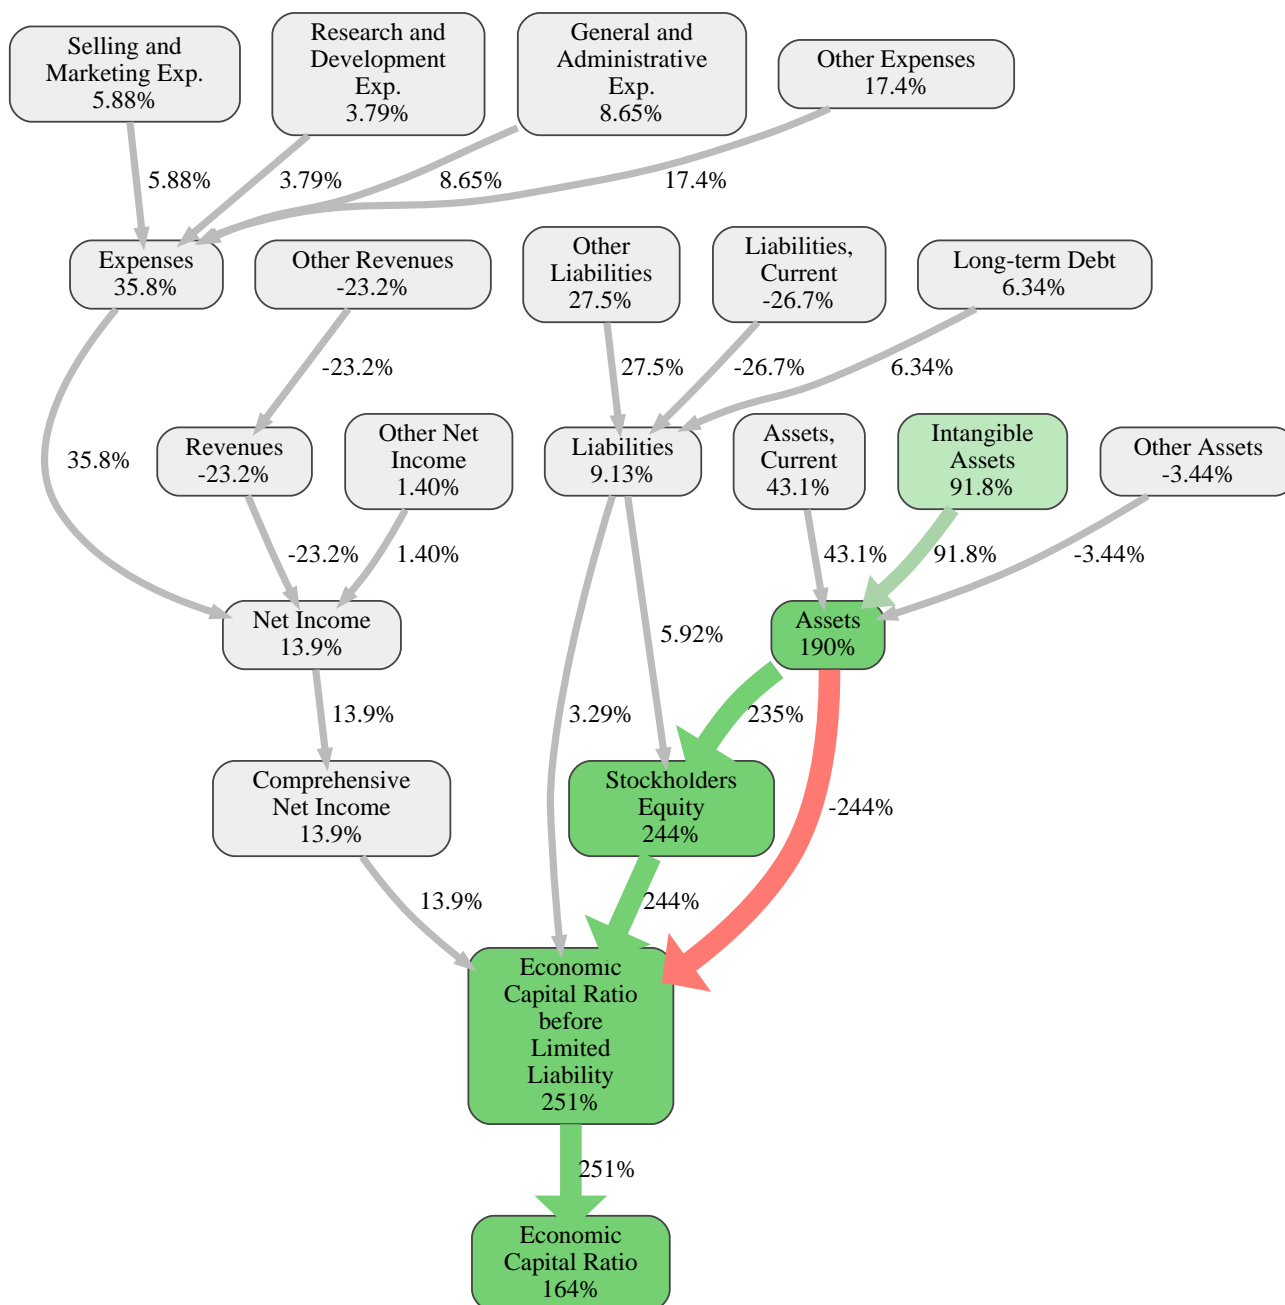 Selling and
Marketing Exp.
5.88%
Research and
Development
Exp.
3.79%
General and
Administrative
Exp.
8.65%
Other Expenses
17.4%
5.88%
3.79%
8.65%
17.4%
Expenses
35.8%
Other Revenues
-23.2%
Other
Liabilities
27.5%
Liabilities,
Current
-26.7%
Long-term Debt
6.34%
-23.2%
27.5%
-26.7%
6.34%
35.8%
Revenues
-23.2%
Other Net
Income
1.40%
Liabilities
9.13%
Assets,
Current
43.1%
Intangible
Assets
91.8%
Other Assets
-3.44%
-23.2%
1.40%
43.1%
91.8%
-3.44%
Net Income
13.9%
5.92%
Assets
190%
13.9%
3.29%
235%
Comprehensive
Net Income
13.9%
Stockholders
Equity
244%
-244%
13.9%
244%
Economic
Capital Ratio
before
Limited
Liability
251%
251%
Economic
Capital Ratio
164%